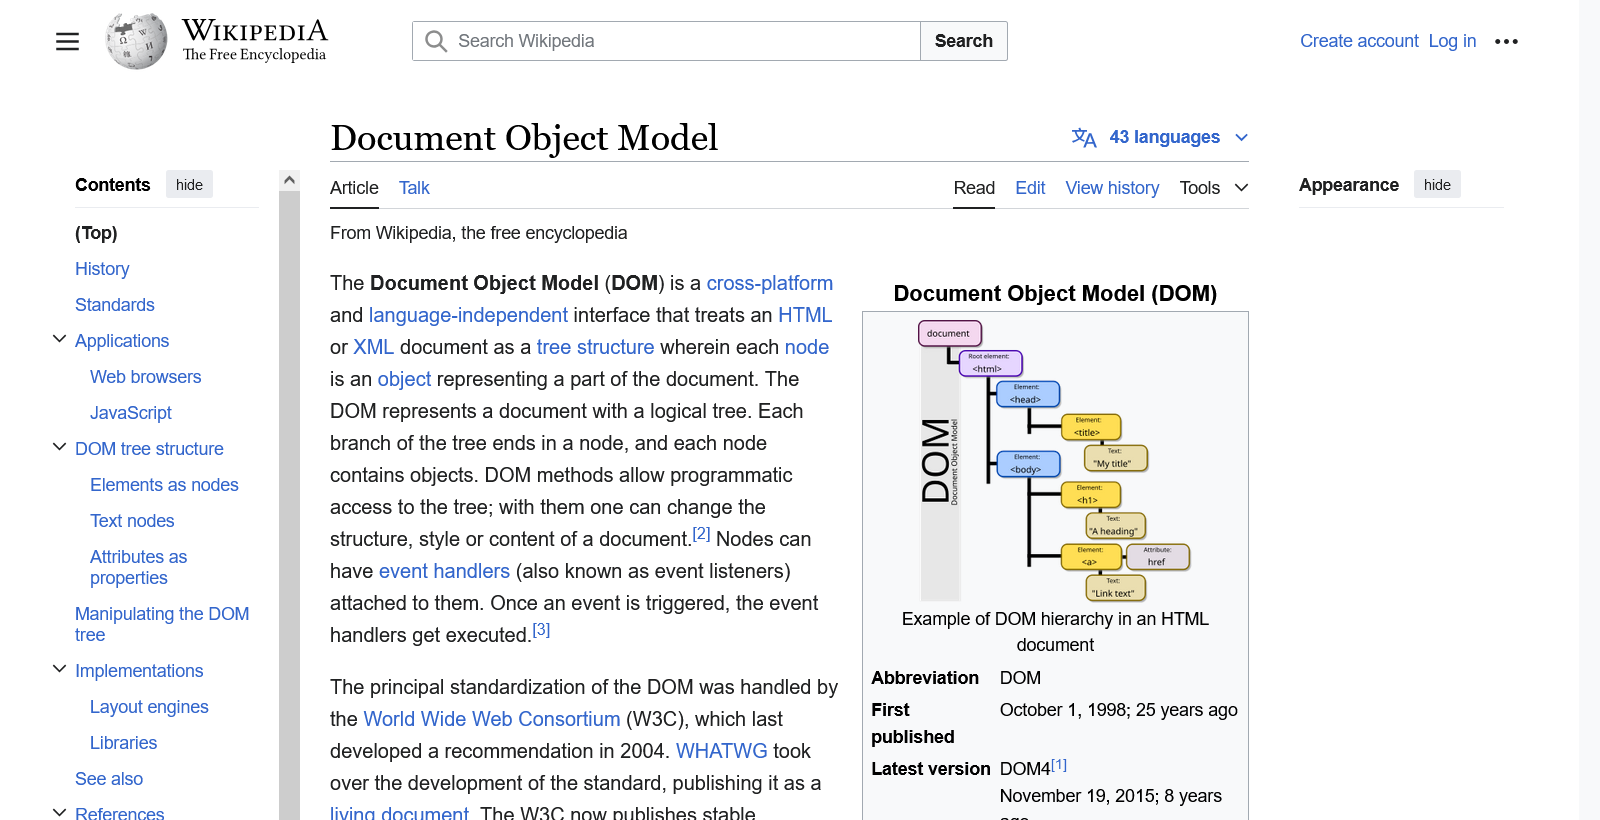 WIKIPEDIA
The Free Encyclopedia
Search Wikipedia
Search
Create account Log in
Document Object Model
43 languages
Contents hide
(Top)
History
Standards
Applications
Web browsers
JavaScript
DOM tree structure
Elements as nodes
Text nodes
Attributes as
properties
Manipulating the DOM
tree
Implementations
Layout engines
Libraries
See also
References
Article Talk
Read Edit View history Tools
Appearance hide
From Wikipedia, the free encyclopedia
The Document Object Model (DOM) is a cross-platform
and language-independent interface that treats an HTML
or XML document as a tree structure wherein each node
is an object representing a part of the document. The
DOM represents a document with a logical tree. Each
branch of the tree ends in a node, and each node
contains objects. DOM methods allow programmatic
access to the tree; with them one can change the
structure, style or content of a document.[2] Nodes can
have event handlers (also known as event listeners)
attached to them. Once an event is triggered, the event
handlers get executed.[3]
The principal standardization of the DOM was handled by
the World Wide Web Consortium (W3C), which last
developed a recommendation in 2004. WHATWG took
over the development of the standard, publishing it as a
living document. The W3C now publishes stable
Document Object Model (DOM)
document
Root element:
<html>
Element:
<head>
Element:
<title>
Text:
"My title"
Element:
<body>
Element:
<h1>
Text:
"A heading"
Element:
<a>
Attribute:
href
Text:
"Link text"
DOM
Document Object Model
Example of DOM hierarchy in an HTML
document
Abbreviation DOM
First
published
October 1, 1998; 25 years ago
Latest version DOM4[1]
November 19, 2015; 8 years
ago